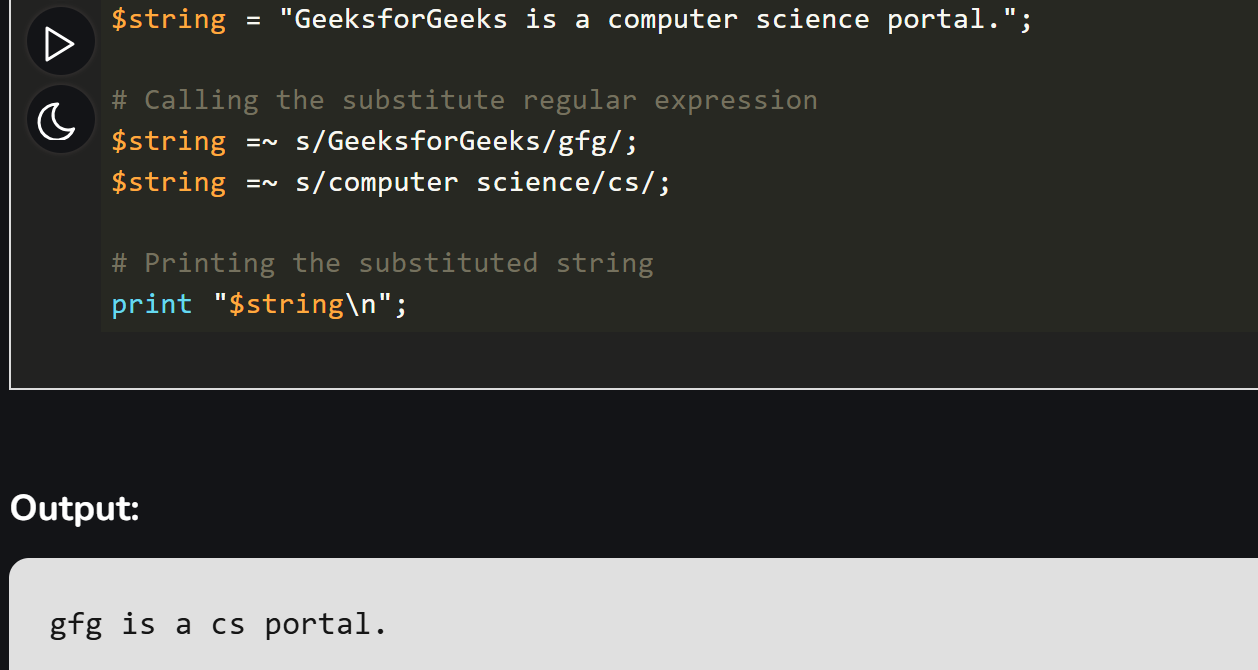 $string = "GeeksforGeeks is a computer science portal.";
# Calling the substitute regular expression
$string =~ s/GeeksforGeeks/gfg/;
$string =~ s/computer science/cs/;
# Printing the substituted string
print "$string\n";
Output:
gfg is a cs portal.